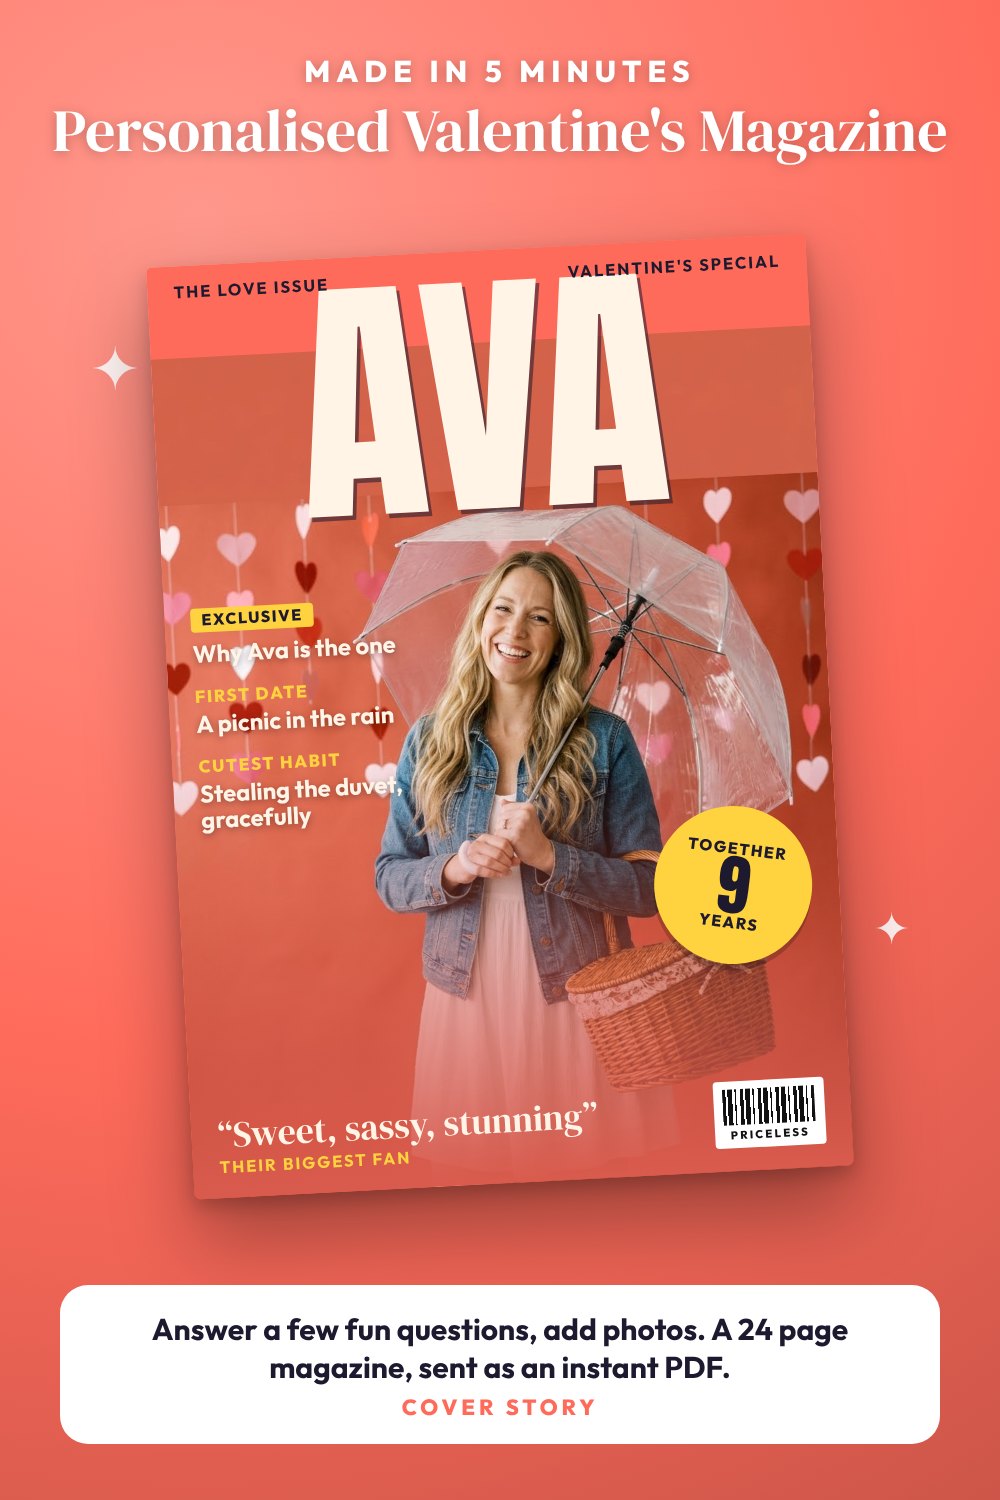 MADE IN 5 MINUTES
Personalised Valentine's Magazine
THE LOVE ISSUE
VALENTINE'S SPECIAL
AVA
EXCLUSIVE
Why Ava is the one
FIRST DATE
A picnic in the rain
CUTEST HABIT
Stealing the duvet,
gracefully
TOGETHER
9
YEARS
“Sweet, sassy, stunning”
THEIR BIGGEST FAN
PRICELESS
Answer a few fun questions, add photos. A 24 page
magazine, sent as an instant PDF.
COVER STORY